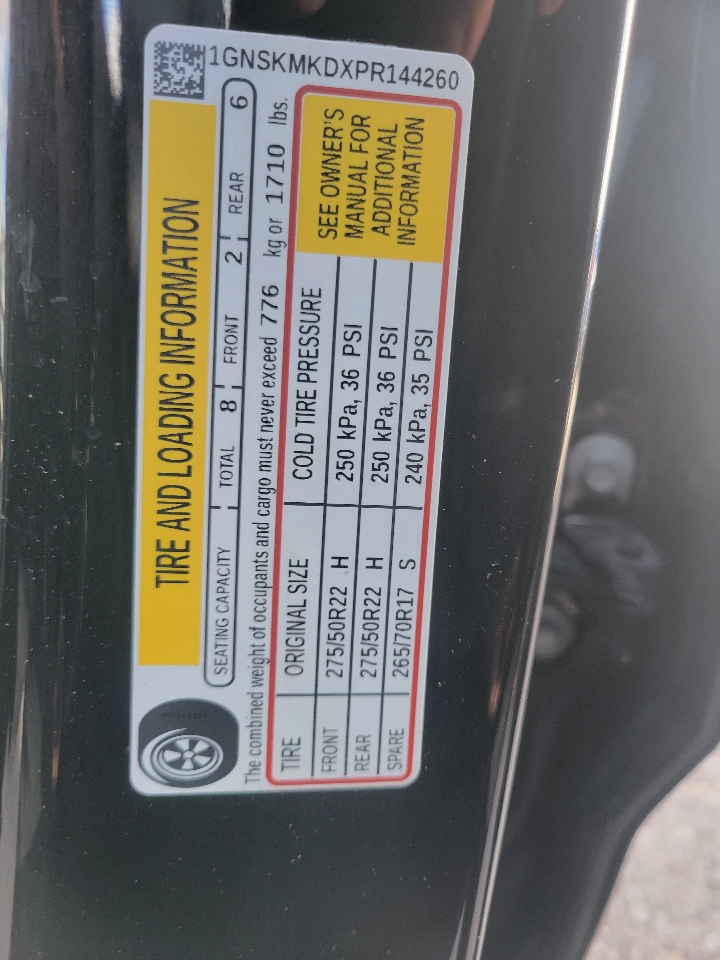 1GNSKMKDXPR144260
TIRE AND LOADING INFORMATION
SEATING CAPACITY TOTAL 8 FRONT 2 REAR 6
The combined weight of occupants and cargo must never exceed 776 kg or 1710 lbs.
TIRE ORIGINAL SIZE COLD TIRE PRESSURE
FRONT 275/50R22 H 250 kPa, 36 PSI
REAR 275/50R22 H 250 kPa, 36 PSI
SPARE 265/70R17 S 240 kPa, 35 PSI
SEE OWNER'S
MANUAL FOR
ADDITIONAL
INFORMATION